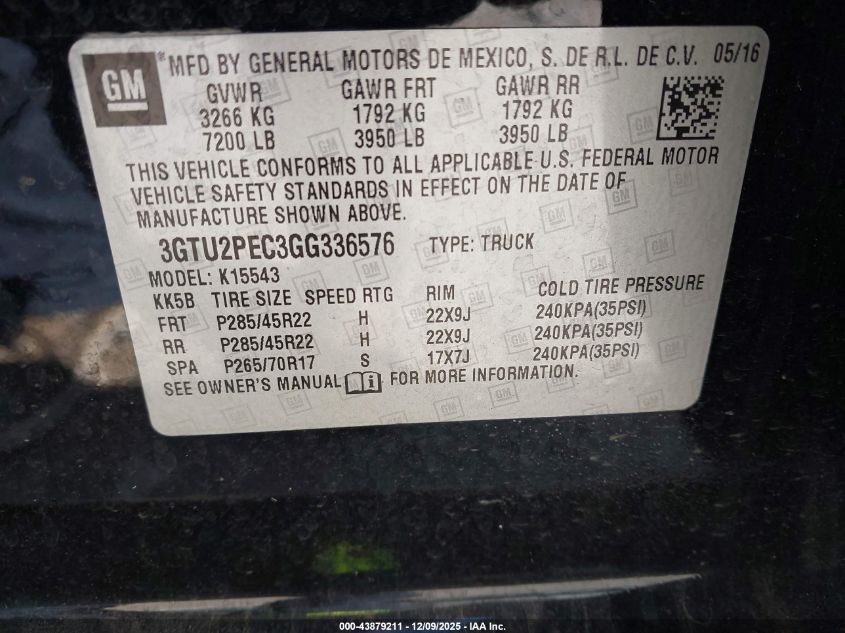 GM
*MFD BY GENERAL MOTORS DE MEXICO, S. DE R.L. DE C.V. 05/16
GVWR GAWR FRT GAWR RR
3266 KG 1792 KG 1792 KG
7200 LB 3950 LB 3950 LB
THIS VEHICLE CONFORMS TO ALL APPLICABLE U.S. FEDERAL MOTOR
VEHICLE SAFETY STANDARDS IN EFFECT ON THE DATE OF
MANUFACTURE SHOWN ABOVE.
3GTU2PEC3GG336576 TYPE: TRUCK
MODEL: K15543
KK5B TIRE SIZE SPEED RTG RIM COLD TIRE PRESSURE
FRT P285/45R22 H 22X9J 240KPA(35PSI)
RR P285/45R22 H 22X9J 240KPA(35PSI)
SPA P265/70R17 S 17X7J 240KPA(35PSI)
SEE OWNER'S MANUAL FOR MORE INFORMATION.
000-43879211 - 12/09/2025 - IAA Inc.